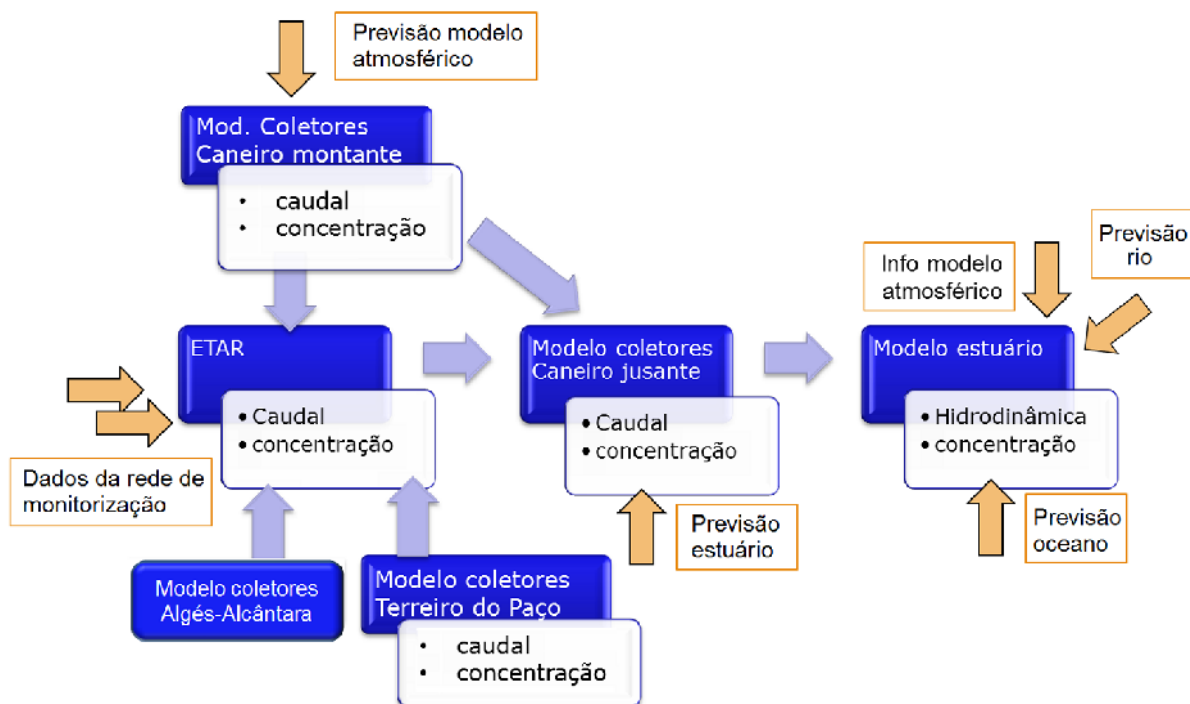 Previsão modelo
atmosférico
Mod. Coletores
Caneiro montante
• caudal
• concentração
Info modelo
atmosférico
Previsão
rio
ETAR
• Caudal
• concentração
Modelo coletores
Caneiro jusante
• Caudal
• concentração
Modelo estuário
• Hidrodinâmica
• concentração
Dados da rede de
monitorização
Previsão
estuário
Previsão
oceano
Modelo coletores
Algés-Alcântara
Modelo coletores
Terreiro do Paço
• caudal
• concentração